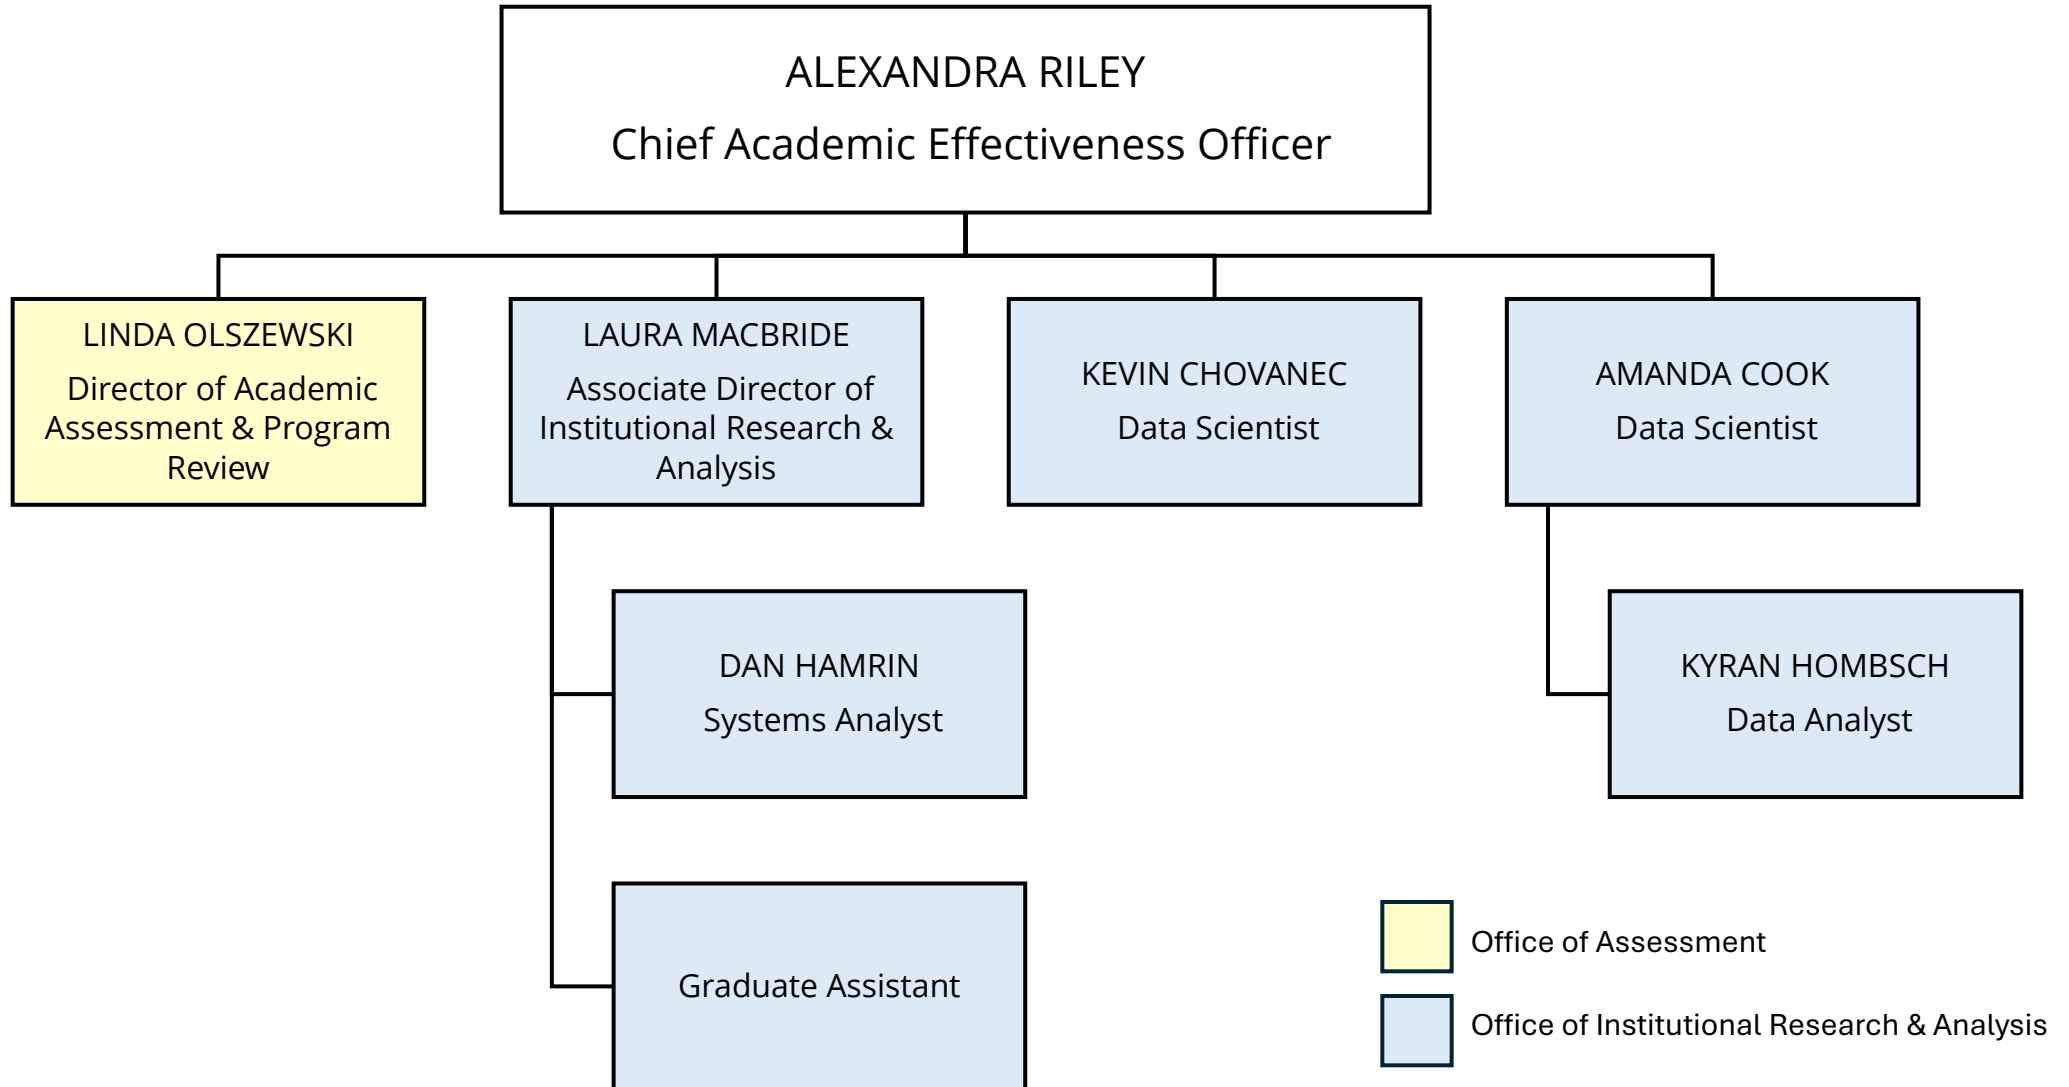 ALEXANDRA RILEY
Chief Academic Effectiveness Officer
LINDA OLSZEWSKI
Director of Academic
Assessment & Program
Review
LAURA MACBRIDE
Associate Director of
Institutional Research &
Analysis
KEVIN CHOVANEC
Data Scientist
AMANDA COOK
Data Scientist
DAN HAMRIN
Systems Analyst
KYRAN HOMBSCH
Data Analyst
Graduate Assistant
Office of Assessment
Office of Institutional Research & Analysis